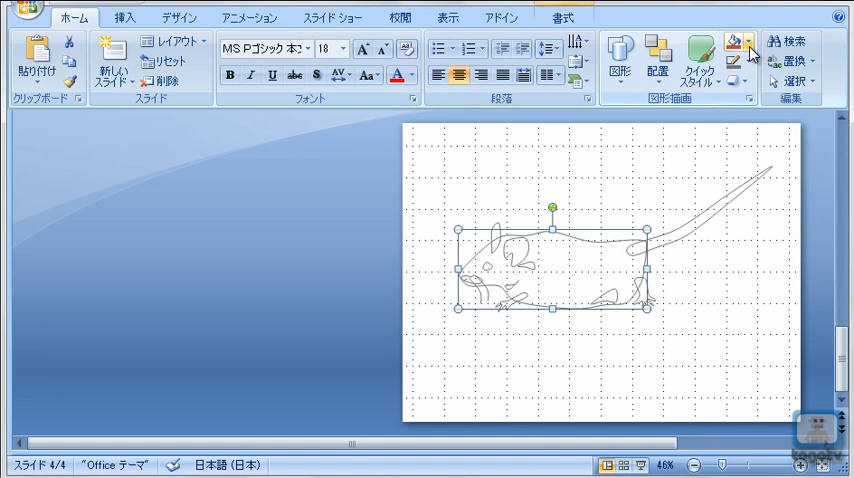 ホーム 挿入 デザイン アニメーション スライド ショー 校閲 表示 アドイン 書式
貼り付け
新しい
スライド
レイアウト
リセット
削除
MS Pゴシック 本文 18
B I U abc S AV Aa A
図形
配置
クイック
スタイル
検索
置換
選択
クリップボード スライド フォント 段落 図形描画 編集
スライド 4/4 "Office テーマ" 日本語 (日本) 46%
togotv